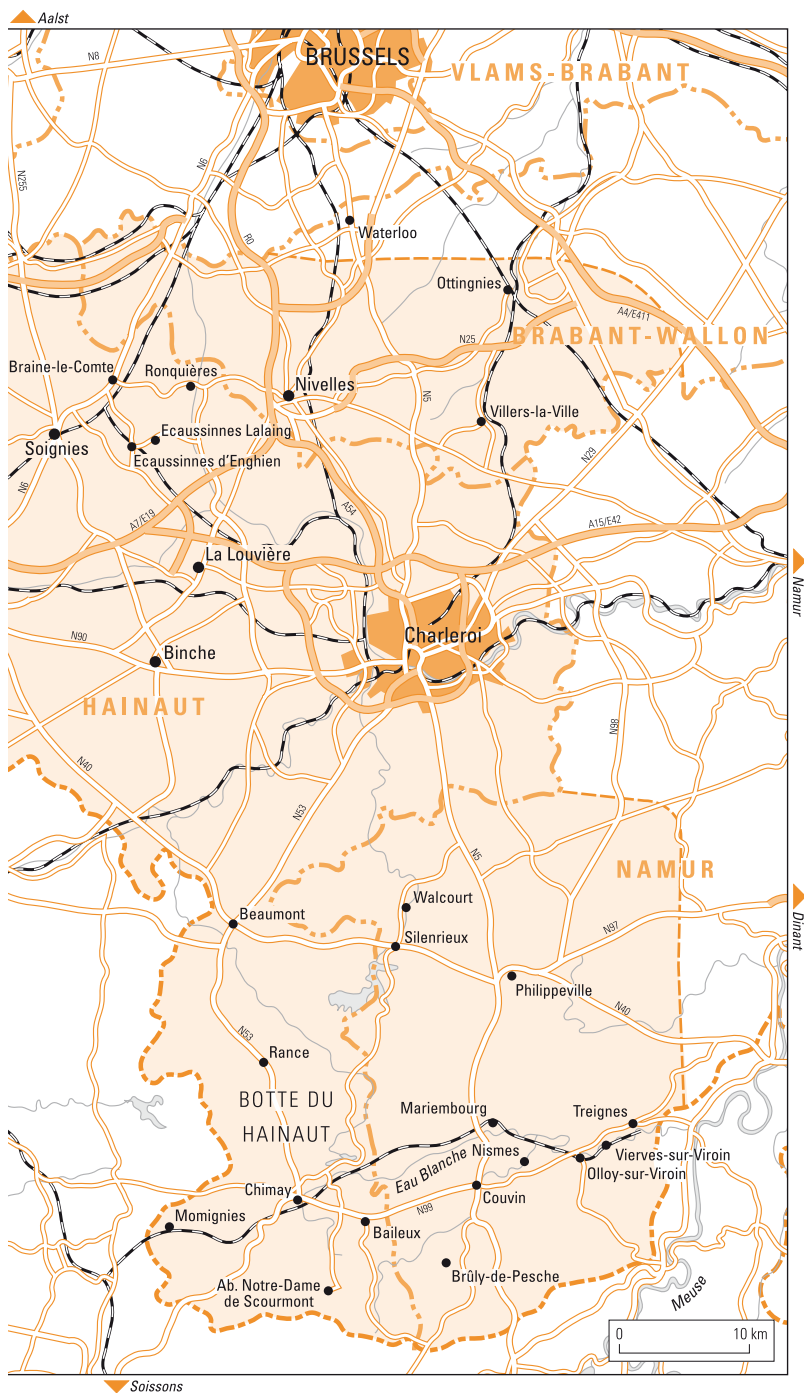 Aalst
BRUSSELS
N8
VLAMS-BRABANT
N6
N255
R0
Waterloo
Ottingnies
A4/E411
BRABANT-WALLON
N25
Braine-le-Comte
Ronquières
Nivelles
N5
Villers-la-Ville
Ecaussinnes Lalaing
Soignies
Ecaussinnes d'Enghien
N29
N6
A7/E19
A54
A15/E42
La Louvière
Namur
N90
Charleroi
Binche
HAINAUT
N98
N40
N53
N5
NAMUR
Walcourt
Beaumont
Dinant
N97
Silenrieux
Philippeville
N40
N53
Rance
BOTTE DU
HAINAUT
Mariembourg
Treignes
Eau Blanche
Nismes
Vierves-sur-Viroin
Olloy-sur-Viroin
Chimay
Couvin
N99
Momignies
Baileux
Ab. Notre-Dame
de Scourmont
Brûly-de-Pesche
Meuse
0 10 km
Soissons